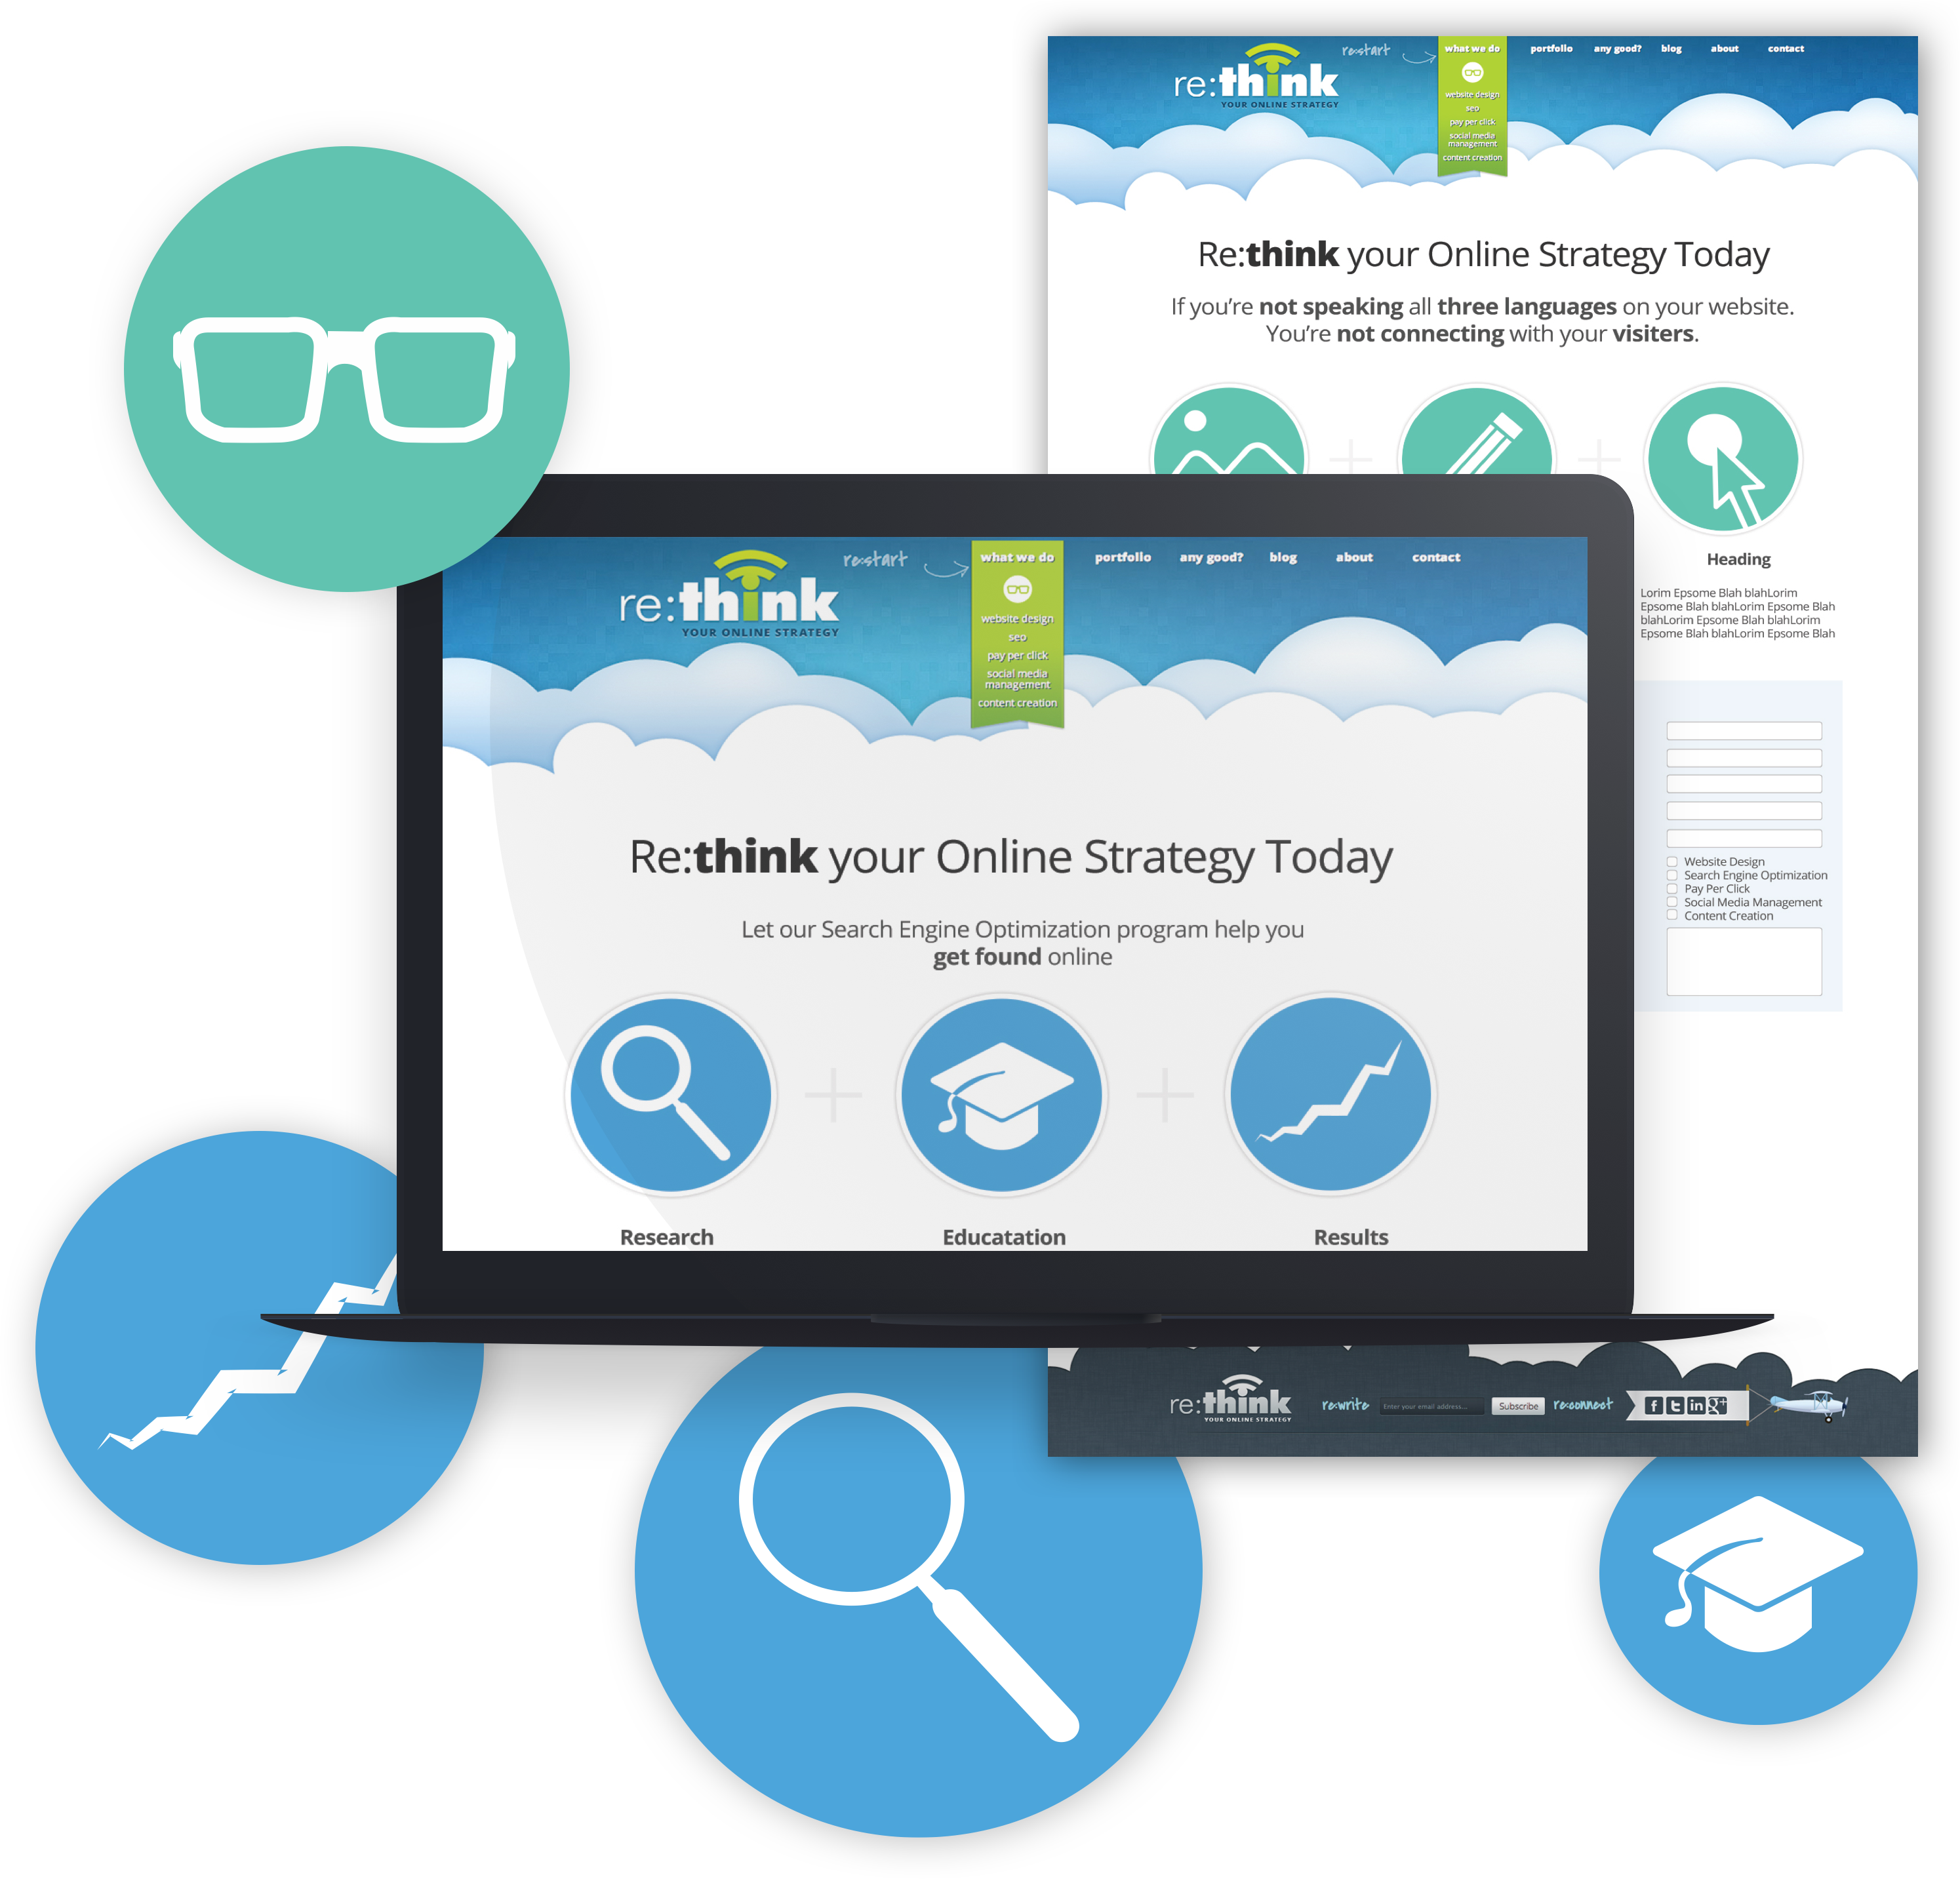 re:start
what we do
portfolio
any good?
blog
about
contact
re:think
YOUR ONLINE STRATEGY
website design
seo
pay per click
social media
management
content creation
Re:think your Online Strategy Today
If you're not speaking all three languages on your website.
You're not connecting with your visiters.
Heading
Lorim Epsome Blah blahLorim
Epsome Blah blahLorim Epsome Blah
blahLorim Epsome Blah blahLorim
Epsome Blah blahLorim Epsome Blah
Website Design
Search Engine Optimization
Pay Per Click
Social Media Management
Content Creation
re:start
what we do
portfolio
any good?
blog
about
contact
re:think
YOUR ONLINE STRATEGY
website design
seo
pay per click
social media
management
content creation
Re:think your Online Strategy Today
Let our Search Engine Optimization program help you
get found online
Research
Educatation
Results
re:think
YOUR ONLINE STRATEGY
re:write
Enter your email address...
Subscribe
re:connect
f t in g+